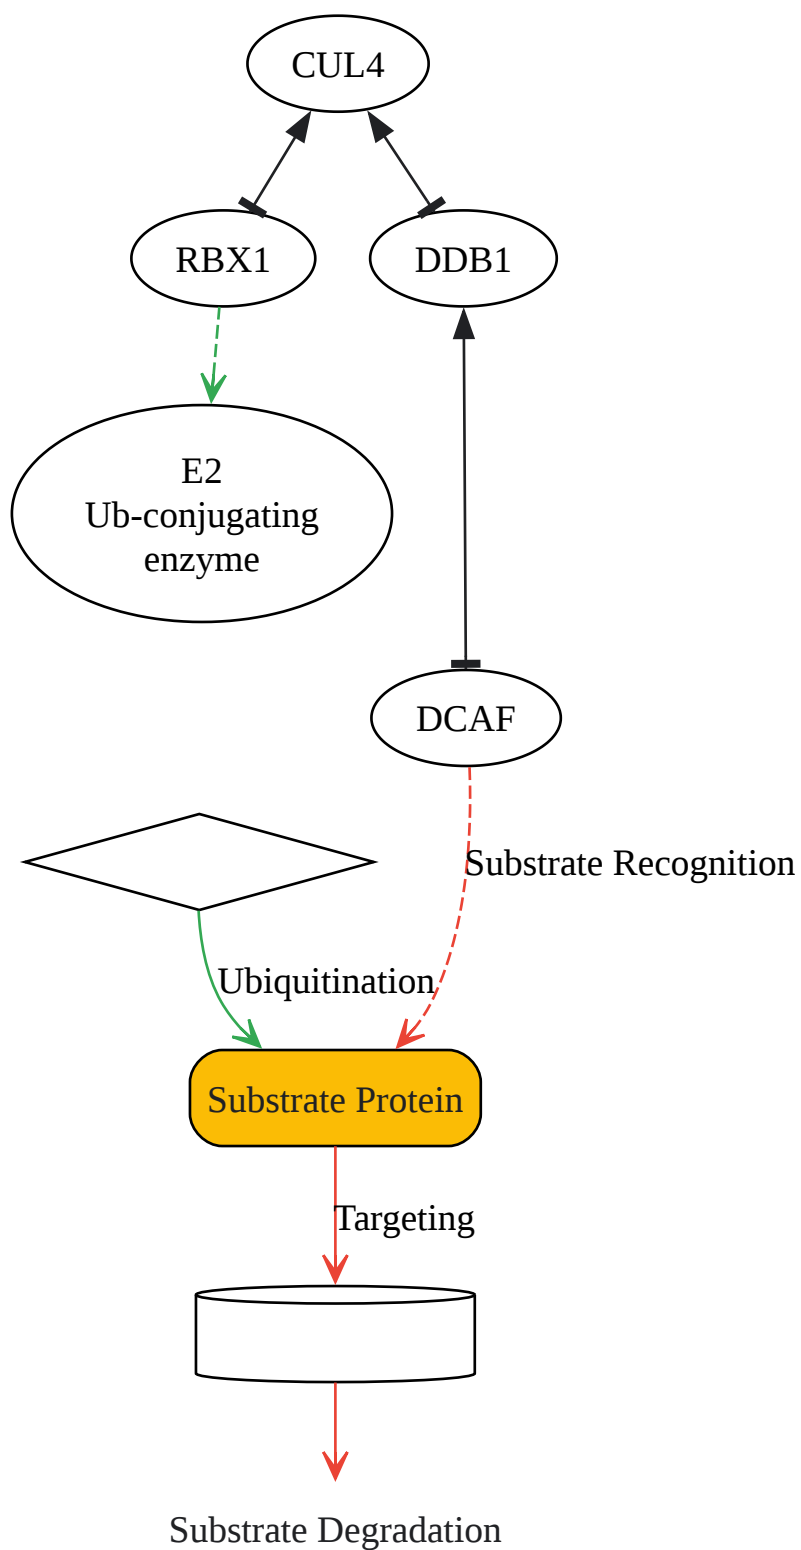 CUL4
RBX1
DDB1
E2
Ub-conjugating
enzyme
DCAF
Substrate Recognition
Ubiquitination
Substrate Protein
Targeting
Substrate Degradation